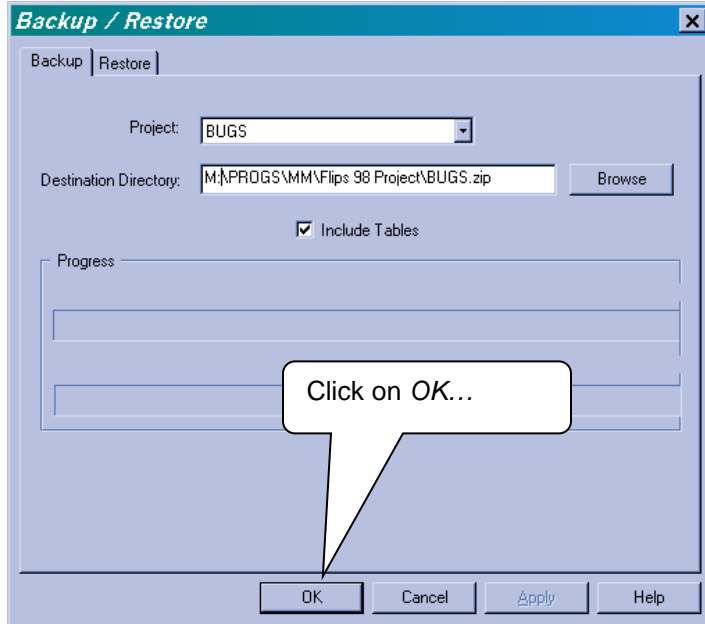 Backup / Restore
Backup
Restore
Project:
BUGS
Destination Directory:
M:\PROGS\MM\Flips 98 Project\BUGS.zip
Browse
Include Tables
Progress
Click on OK…
OK
Cancel
Apply
Help